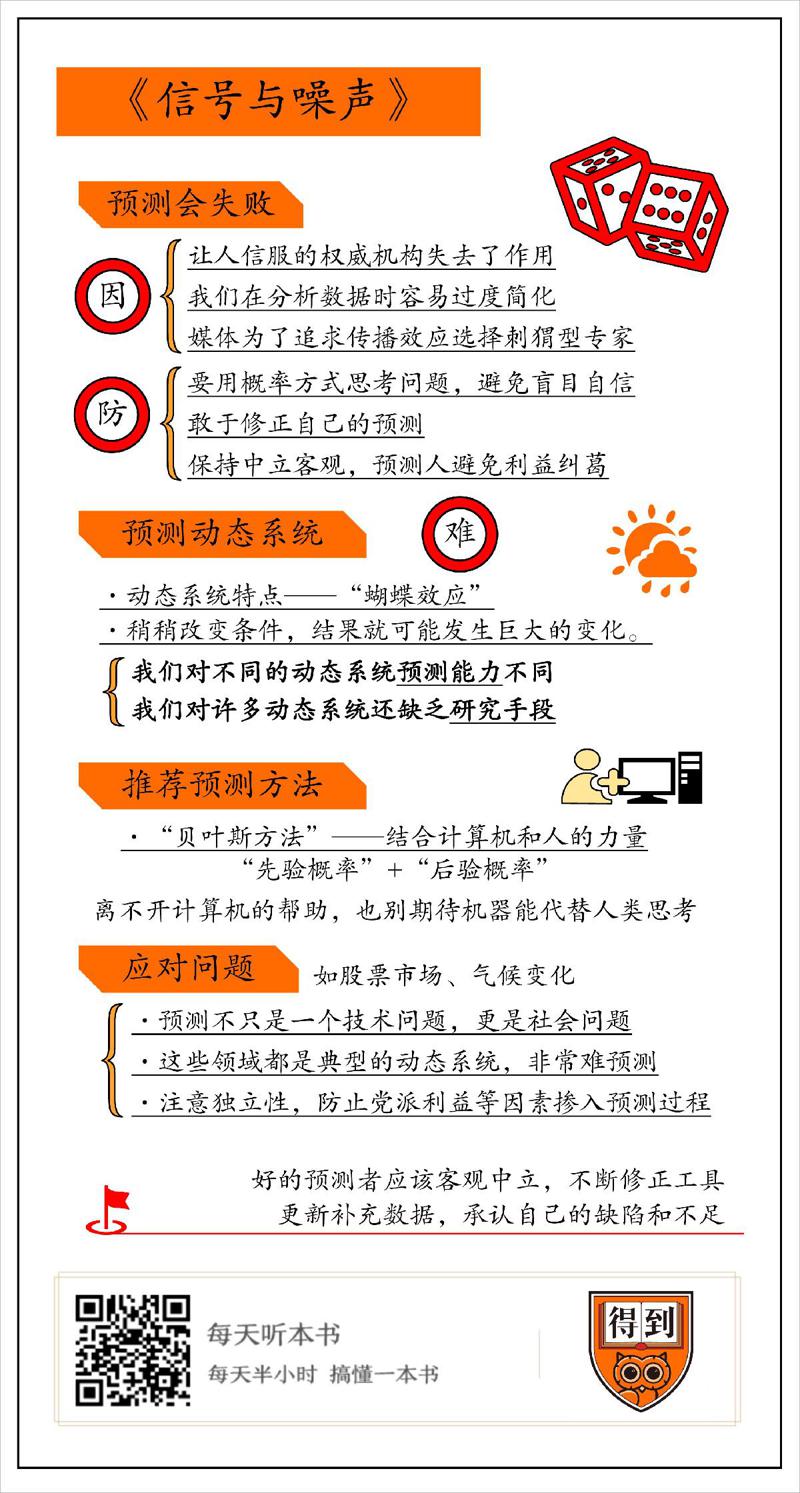 《信号与噪声》
预测会失败
因
让人信服的权威机构失去了作用
我们在分析数据时容易过度简化
媒体为了追求传播效应选择刺猬型专家
防
要用概率方式思考问题，避免盲目自信
敢于修正自己的预测
保持中立客观，预测人避免利益纠葛
预测动态系统
难
·动态系统特点——“蝴蝶效应”
·稍稍改变条件，结果就可能发生巨大的变化。
我们对不同的动态系统预测能力不同
我们对许多动态系统还缺乏研究手段
推荐预测方法
·“贝叶斯方法”——结合计算机和人的力量
“先验概率”+“后验概率”
离不开计算机的帮助，也别期待机器能代替人类思考
应对问题 如股票市场、气候变化
·预测不只是一个技术问题，更是社会问题
·这些领域都是典型的动态系统，非常难预测
·注意独立性，防止党派利益等因素掺入预测过程
好的预测者应该客观中立，不断修正工具
更新补充数据，承认自己的缺陷和不足
每天听本书
每天半小时 搞懂一本书
得到